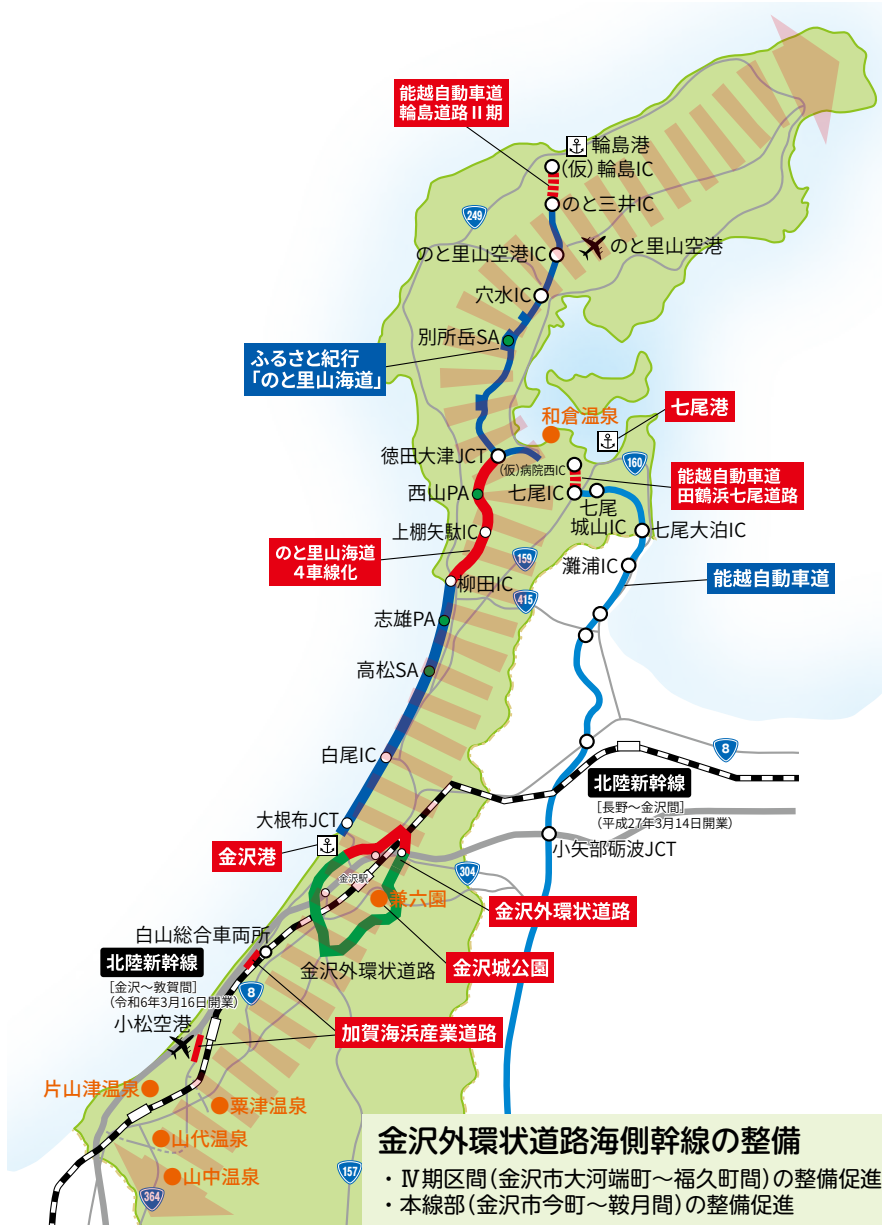 能越自動車道
輪島道路Ⅱ期
輪島港
(仮)輪島IC
のと三井IC
249
のと里山空港IC
のと里山空港
穴水IC
別所岳SA
ふるさと紀行
「のと里山海道」
和倉温泉
七尾港
徳田大津JCT
(仮)病院西IC
160
能越自動車道
田鶴浜七尾道路
西山PA
七尾IC
七尾
城山IC
七尾大泊IC
上棚矢駄IC
のと里山海道
4車線化
159
灘浦IC
柳田IC
能越自動車道
415
志雄PA
高松SA
白尾IC
8
北陸新幹線
[長野~金沢間]
(平成27年3月14日開業)
大根布JCT
金沢港
小矢部砺波JCT
304
金沢駅
兼六園
金沢外環状道路
白山総合車両所
北陸新幹線
[金沢~敦賀間]
(令和6年3月16日開業)
金沢外環状道路
金沢城公園
8
小松空港
加賀海浜産業道路
片山津温泉
粟津温泉
山代温泉
山中温泉
157
364
金沢外環状道路海側幹線の整備
・Ⅳ期区間(金沢市大河端町~福久町間)の整備促進
・本線部(金沢市今町~鞍月間)の整備促進